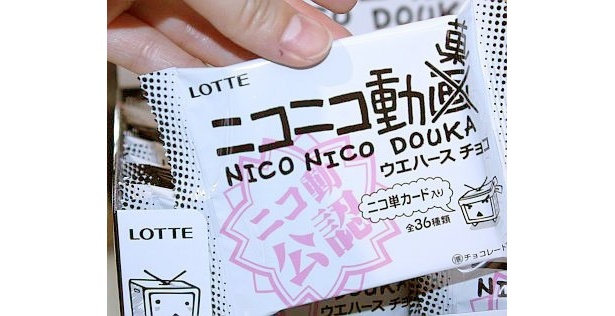 LOTTE
菓
ニコニコ動画
NICO NICO DOUKA
ウエハース チョコ
ニコ動
公認
ニコ単カード入り
全36種類
チョコレート
LOTTE